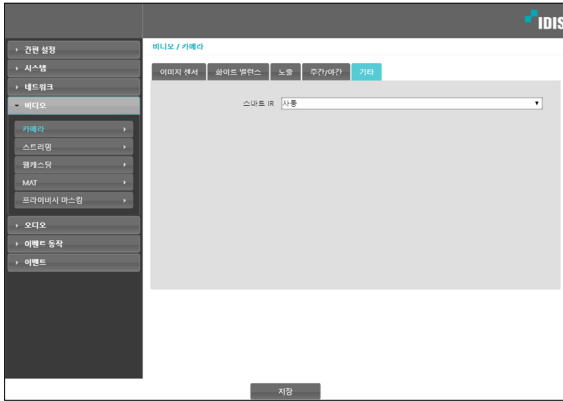 IDIS
비디오 / 카메라
간편 설정
시스템
네트워크
비디오
카메라
스트리밍
웹캐스팅
MAT
프라이버시 마스킹
오디오
이벤트 동작
이벤트
이미지 센서 화이트 밸런스 노출 주간/야간 기타
스마트 IR 사용
저장